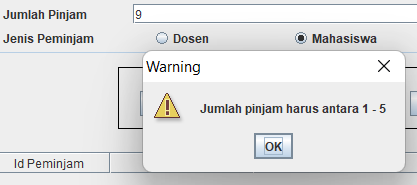 Jumlah Pinjam 9
Jenis Peminjam Dosen Mahasiswa
Warning
Jumlah pinjam harus antara 1 - 5
OK
Id Peminjam